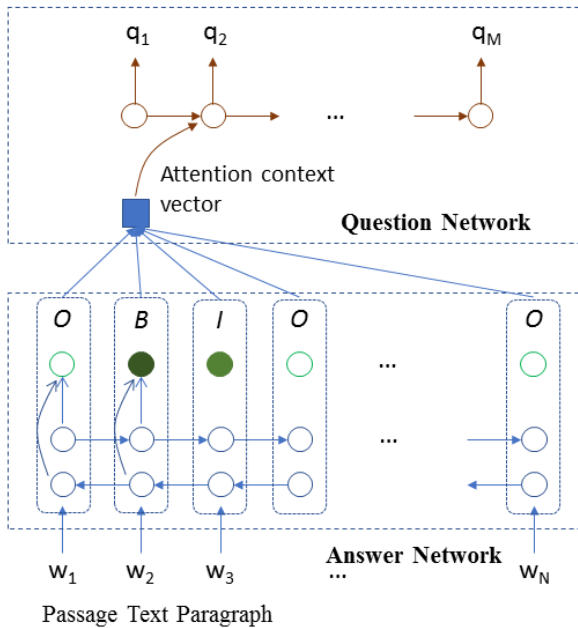 q1 q2 qM
...
Attention context
vector
Question Network
O B I O O
...
...
Answer Network
w1 w2 w3 ... wN
Passage Text Paragraph